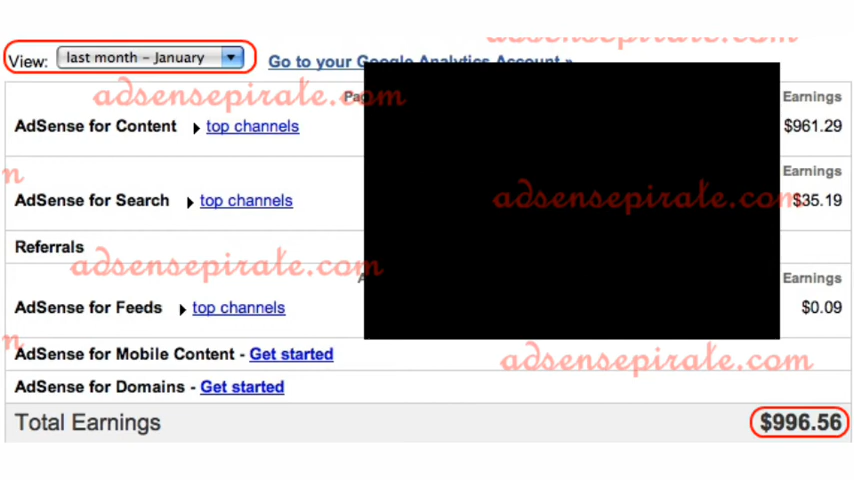 adsensepirate.com
View: last month – January
Go to your Google Analytics Account »
adsensepirate.com
Earnings
AdSense for Content top channels $961.29
Earnings
AdSense for Search top channels $35.19
adsensepirate.com
Referrals
adsensepirate.com
Earnings
AdSense for Feeds top channels $0.09
AdSense for Mobile Content - Get started
adsensepirate.com
AdSense for Domains - Get started
Total Earnings $996.56